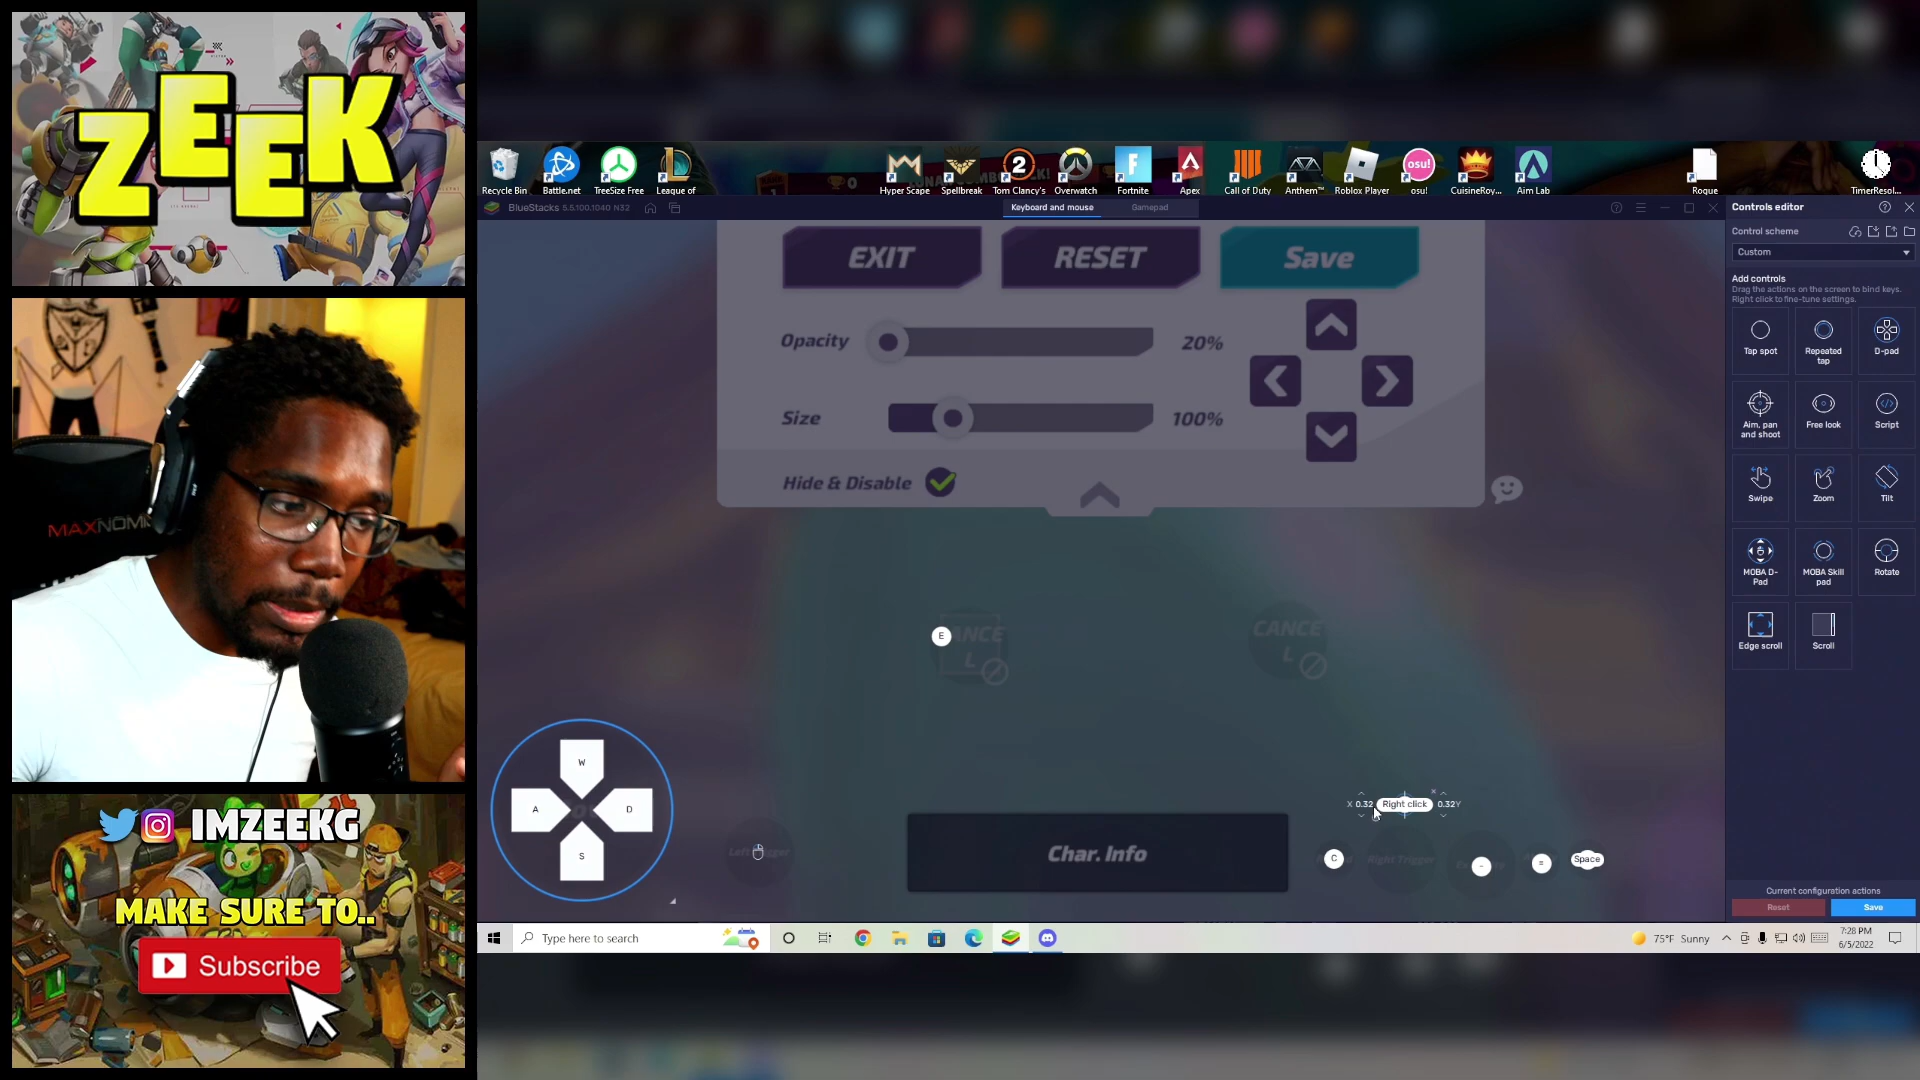 ZEEK
MAXNOMIC
IMZEEKG
MAKE SURE TO..
Subscribe
Recycle Bin
Battle.net
TreeSize Free
League of
Hyper Scape
Spellbreak
Tom Clancy's
Overwatch
Fortnite
Apex
Call of Duty
Anthem™
Roblox Player
osu!
osu!
CuisineRoy...
Aim Lab
Roque
TimerResol...
BlueStacks 5.5.100.1040 N32
Keyboard and mouse
Gamepad
EXIT
RESET
Save
Opacity
20%
Size
100%
Hide & Disable
E
ANCE
L
CANCE
L
W
A
D
S
Char. Info
X 0.32
Right click
0.32Y
C
Right Trigger
-
=
Space
Controls editor
Control scheme
Custom
Add controls
Drag the actions on the screen to bind keys.
Right click to fine-tune settings.
Tap spot
Repeated
tap
D-pad
Aim, pan
and shoot
Free look
Script
Swipe
Zoom
Tilt
MOBA D-
Pad
MOBA Skill
pad
Rotate
Edge scroll
Scroll
Current configuration actions
Reset
Save
Type here to search
75°F Sunny
7:28 PM
6/5/2022